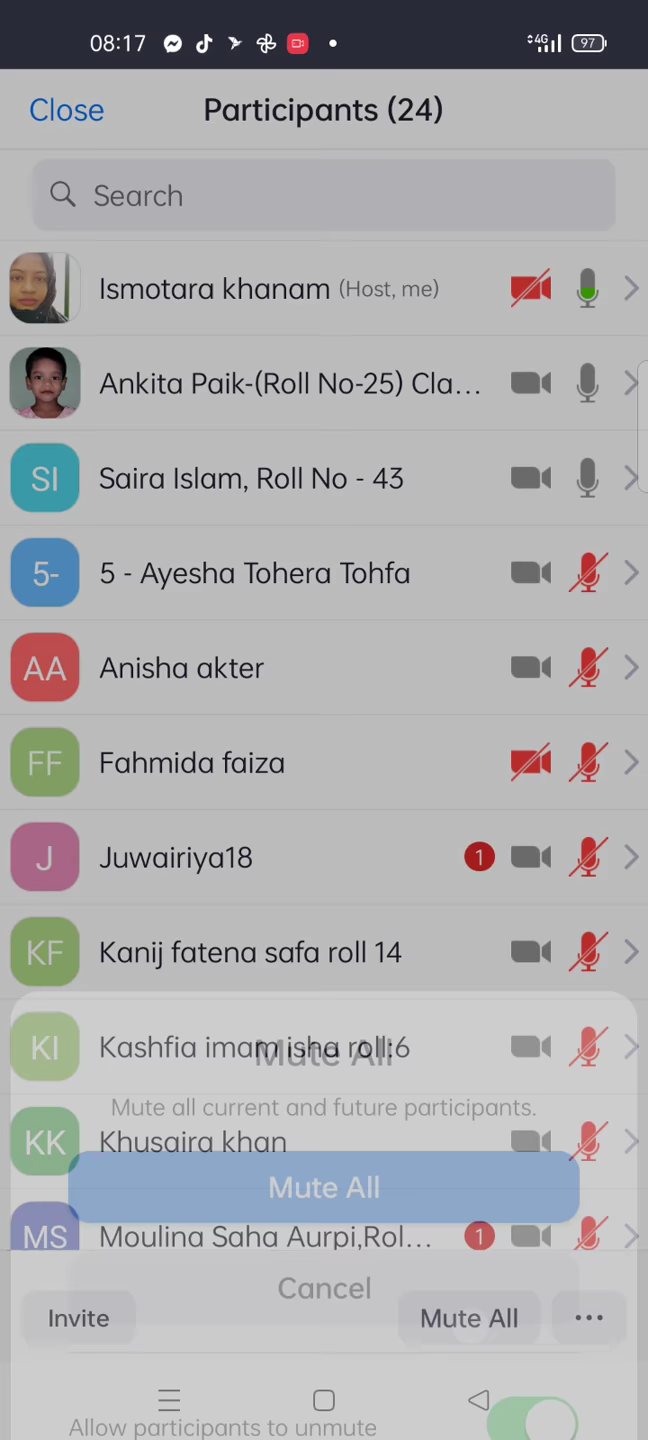 08:17
4G 97
Close Participants (24)
Search
Ismotara khanam (Host, me)
Ankita Paik-(Roll No-25) Cla...
SI Saira Islam, Roll No - 43
5- 5 - Ayesha Tohera Tohfa
AA Anisha akter
FF Fahmida faiza
J Juwairiya18 1
KF Kanij fatena safa roll 14
KI Kashfia imam isha roll:6
Mute All
Mute all current and future participants.
KK Khusaira khan
Mute All
MS Moulina Saha Aurpi,Rol... 1
Cancel
Invite Mute All ...
Allow participants to unmute